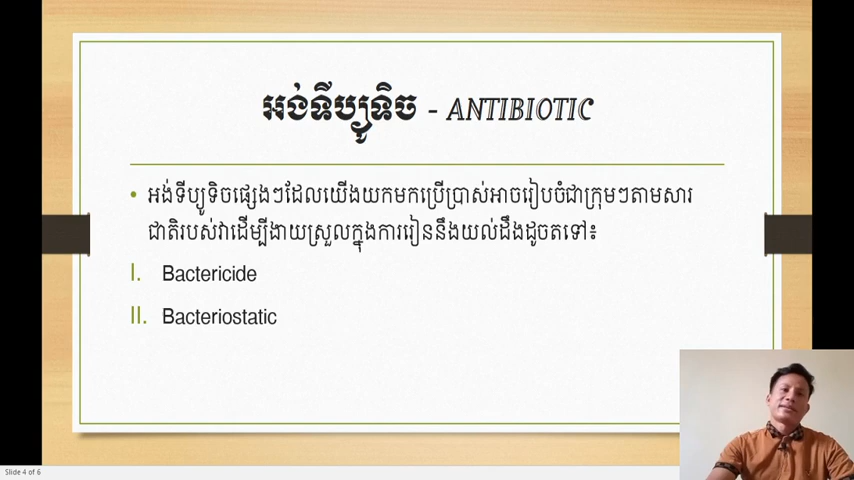 អង់ទីប្យូទិច - ANTIBIOTIC
• អង់ទីប្យូទិចផ្សេងៗដែលយើងយកមកប្រើប្រាស់អាចរៀបចំជាក្រុមៗតាមសារ
ជាតិរបស់វាដើម្បីងាយស្រួលក្នុងការរៀននឹងយល់ដឹងដូចតទៅ៖
I. Bactericide
II. Bacteriostatic
Slide 4 of 6